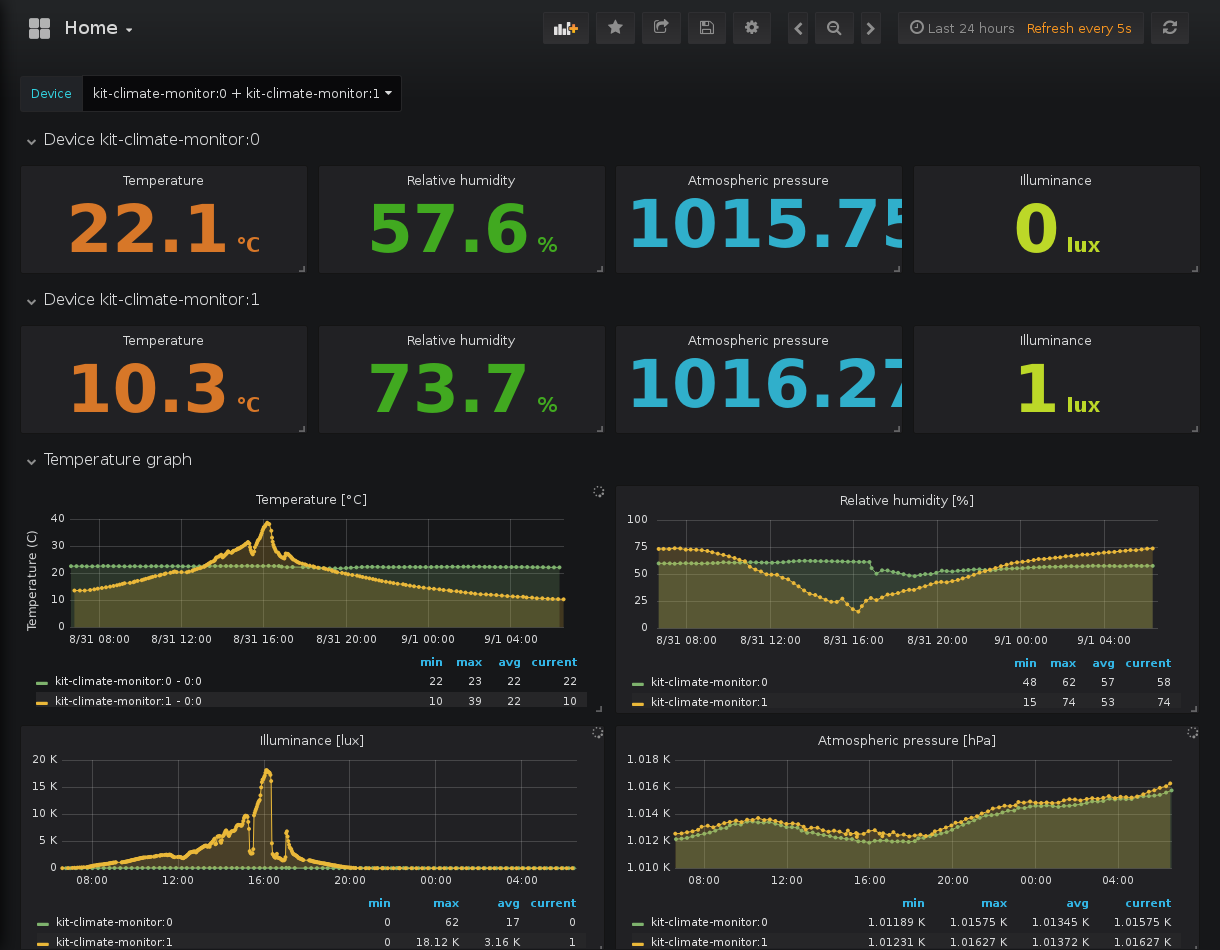 Home
Last 24 hours Refresh every 5s
Device kit-climate-monitor:0 + kit-climate-monitor:1
Device kit-climate-monitor:0
Temperature Relative humidity Atmospheric pressure Illuminance
22.1 °C 57.6 % 1015.75 0 lux
Device kit-climate-monitor:1
Temperature Relative humidity Atmospheric pressure Illuminance
10.3 °C 73.7 % 1016.27 1 lux
Temperature graph
Temperature [°C]
Temperature (C)
40
30
20
10
0
8/31 08:00 8/31 12:00 8/31 16:00 8/31 20:00 9/1 00:00 9/1 04:00
min max avg current
kit-climate-monitor:0 - 0:0 22 23 22 22
kit-climate-monitor:1 - 0:0 10 39 22 10
Relative humidity [%]
100
75
50
25
0
8/31 08:00 8/31 12:00 8/31 16:00 8/31 20:00 9/1 00:00 9/1 04:00
min max avg current
kit-climate-monitor:0 48 62 57 58
kit-climate-monitor:1 15 74 53 74
Illuminance [lux]
20 K
15 K
10 K
5 K
0
08:00 12:00 16:00 20:00 00:00 04:00
min max avg current
kit-climate-monitor:0 0 62 17 0
kit-climate-monitor:1 0 18.12 K 3.16 K 1
Atmospheric pressure [hPa]
1.018 K
1.016 K
1.014 K
1.012 K
1.010 K
08:00 12:00 16:00 20:00 00:00 04:00
min max avg current
kit-climate-monitor:0 1.01189 K 1.01575 K 1.01345 K 1.01575 K
kit-climate-monitor:1 1.01231 K 1.01627 K 1.01372 K 1.01627 K